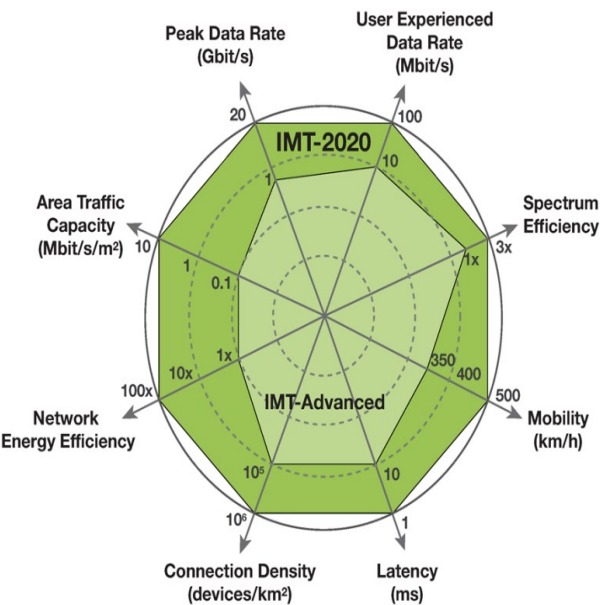 Peak Data Rate
(Gbit/s)
User Experienced
Data Rate
(Mbit/s)
20
100
IMT-2020
1
10
Area Traffic
Capacity
(Mbit/s/m²)
Spectrum
Efficiency
10
1
0.1
1x
3x
1x
10x
100x
350
400
500
Network
Energy Efficiency
IMT-Advanced
Mobility
(km/h)
10⁵
10
10⁶
1
Connection Density
(devices/km²)
Latency
(ms)